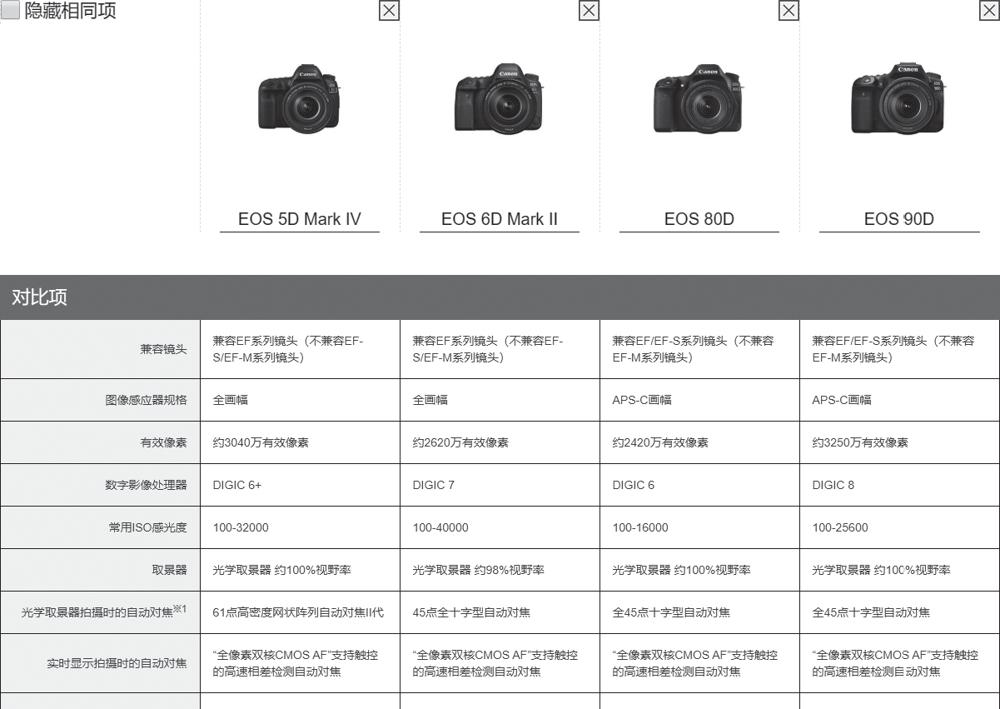 隐藏相同项
Canon Canon Canon Canon
EOS 5D Mark IV EOS 6D Mark II EOS 80D EOS 90D
对比项
兼容镜头 兼容EF系列镜头（不兼容EF- 兼容EF系列镜头（不兼容EF- 兼容EF/EF-S系列镜头（不兼容 兼容EF/EF-S系列镜头（不兼容
S/EF-M系列镜头） S/EF-M系列镜头） EF-M系列镜头） EF-M系列镜头）
图像感应器规格 全画幅 全画幅 APS-C画幅 APS-C画幅
有效像素 约3040万有效像素 约2620万有效像素 约2420万有效像素 约3250万有效像素
数字影像处理器 DIGIC 6+ DIGIC 7 DIGIC 6 DIGIC 8
常用ISO感光度 100-32000 100-40000 100-16000 100-25600
取景器 光学取景器 约100%视野率 光学取景器 约98%视野率 光学取景器 约100%视野率 光学取景器 约100%视野率
光学取景器拍摄时的自动对焦※1 61点高密度网状阵列自动对焦II代 45点全十字型自动对焦 全45点十字型自动对焦 全45点十字型自动对焦
实时显示拍摄时的自动对焦 “全像素双核CMOS AF”支持触控 “全像素双核CMOS AF”支持触控 “全像素双核CMOS AF”支持触控 “全像素双核CMOS AF”支持触控
的高速相差检测自动对焦 的高速相差检测自动对焦 的高速相差检测自动对焦 的高速相差检测自动对焦